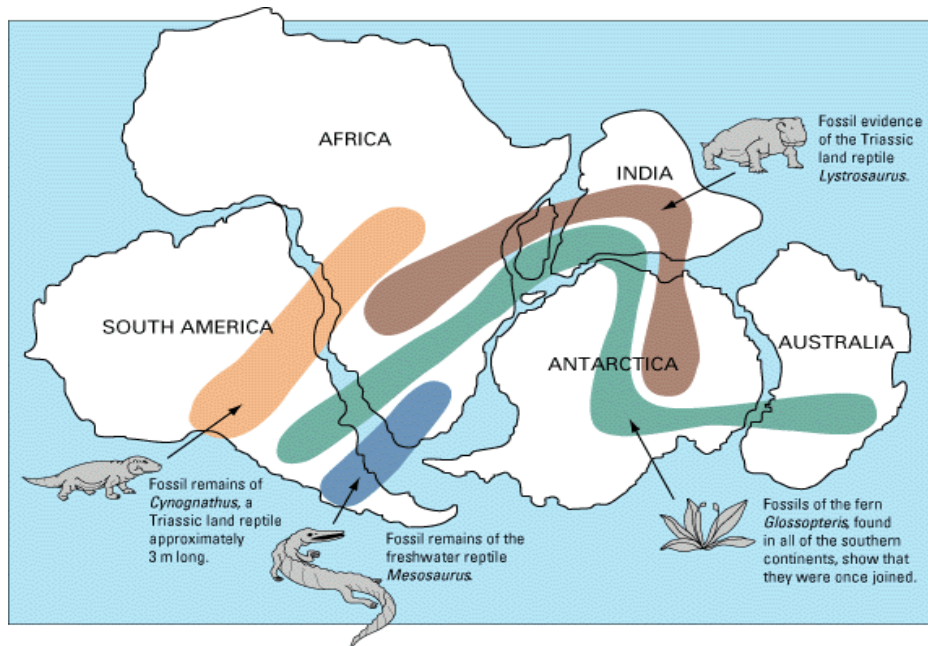 AFRICA
INDIA
Fossil evidence
of the Triassic
land reptile
Lystrosaurus.
SOUTH AMERICA
ANTARCTICA
AUSTRALIA
Fossil remains of
Cynognathus, a
Triassic land reptile
approximately
3 m long.
Fossil remains of the
freshwater reptile
Mesosaurus.
Fossils of the fern
Glossopteris, found
in all of the southern
continents, show that
they were once joined.